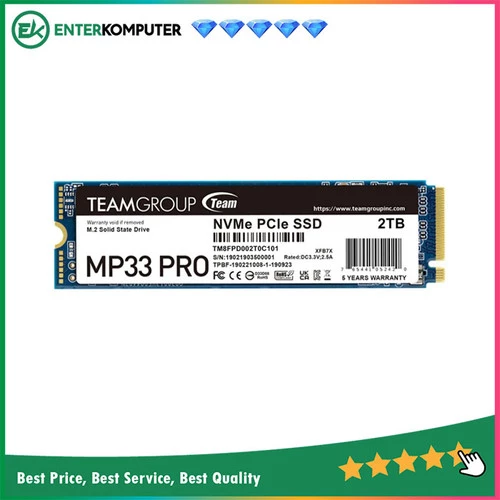 EK ENTERKOMPUTER
TEAMGROUP Team
Warranty void if removed
M.2 Solid State Drive
MP33 PRO
NVMe PCIe SSD
TM8FPD002T0C101
S/N:19021903500001
TPBF-190221008-1-190923
www.teamgroupinc.com
2TB
XFB7X
Rated:DC3.3V;2.5A
5 YEARS WARRANTY
Best Price, Best Service, Best Quality